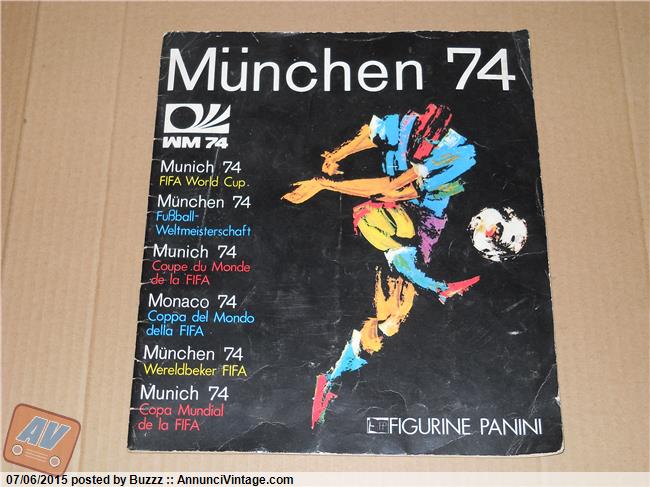 München 74
WM 74
Munich 74
FIFA World Cup.
München 74
Fußball-
Weltmeisterschaft
Munich 74
Coupe du Monde
de la FIFA
Monaco 74
Coppa del Mondo
della FIFA
München 74
Wereldbeker FIFA
Munich 74
Copa Mundial
de la FIFA
FIGURINE PANINI
AV
07/06/2015 posted by Buzzz :: AnnunciVintage.com